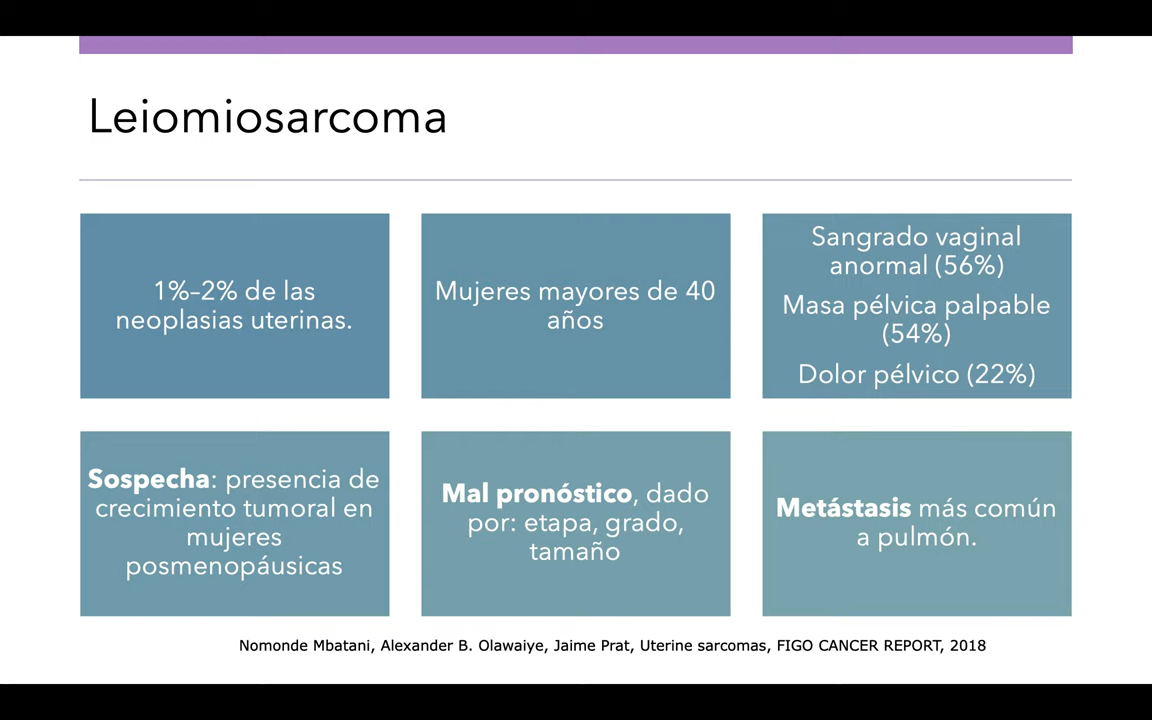 Leiomiosarcoma
1%–2% de las
neoplasias uterinas.
Mujeres mayores de 40
años
Sangrado vaginal
anormal (56%)
Masa pélvica palpable
(54%)
Dolor pélvico (22%)
Sospecha: presencia de
crecimiento tumoral en
mujeres
posmenopáusicas
Mal pronóstico, dado
por: etapa, grado,
tamaño
Metástasis más común
a pulmón.
Nomonde Mbatani, Alexander B. Olawaiye, Jaime Prat, Uterine sarcomas, FIGO CANCER REPORT, 2018